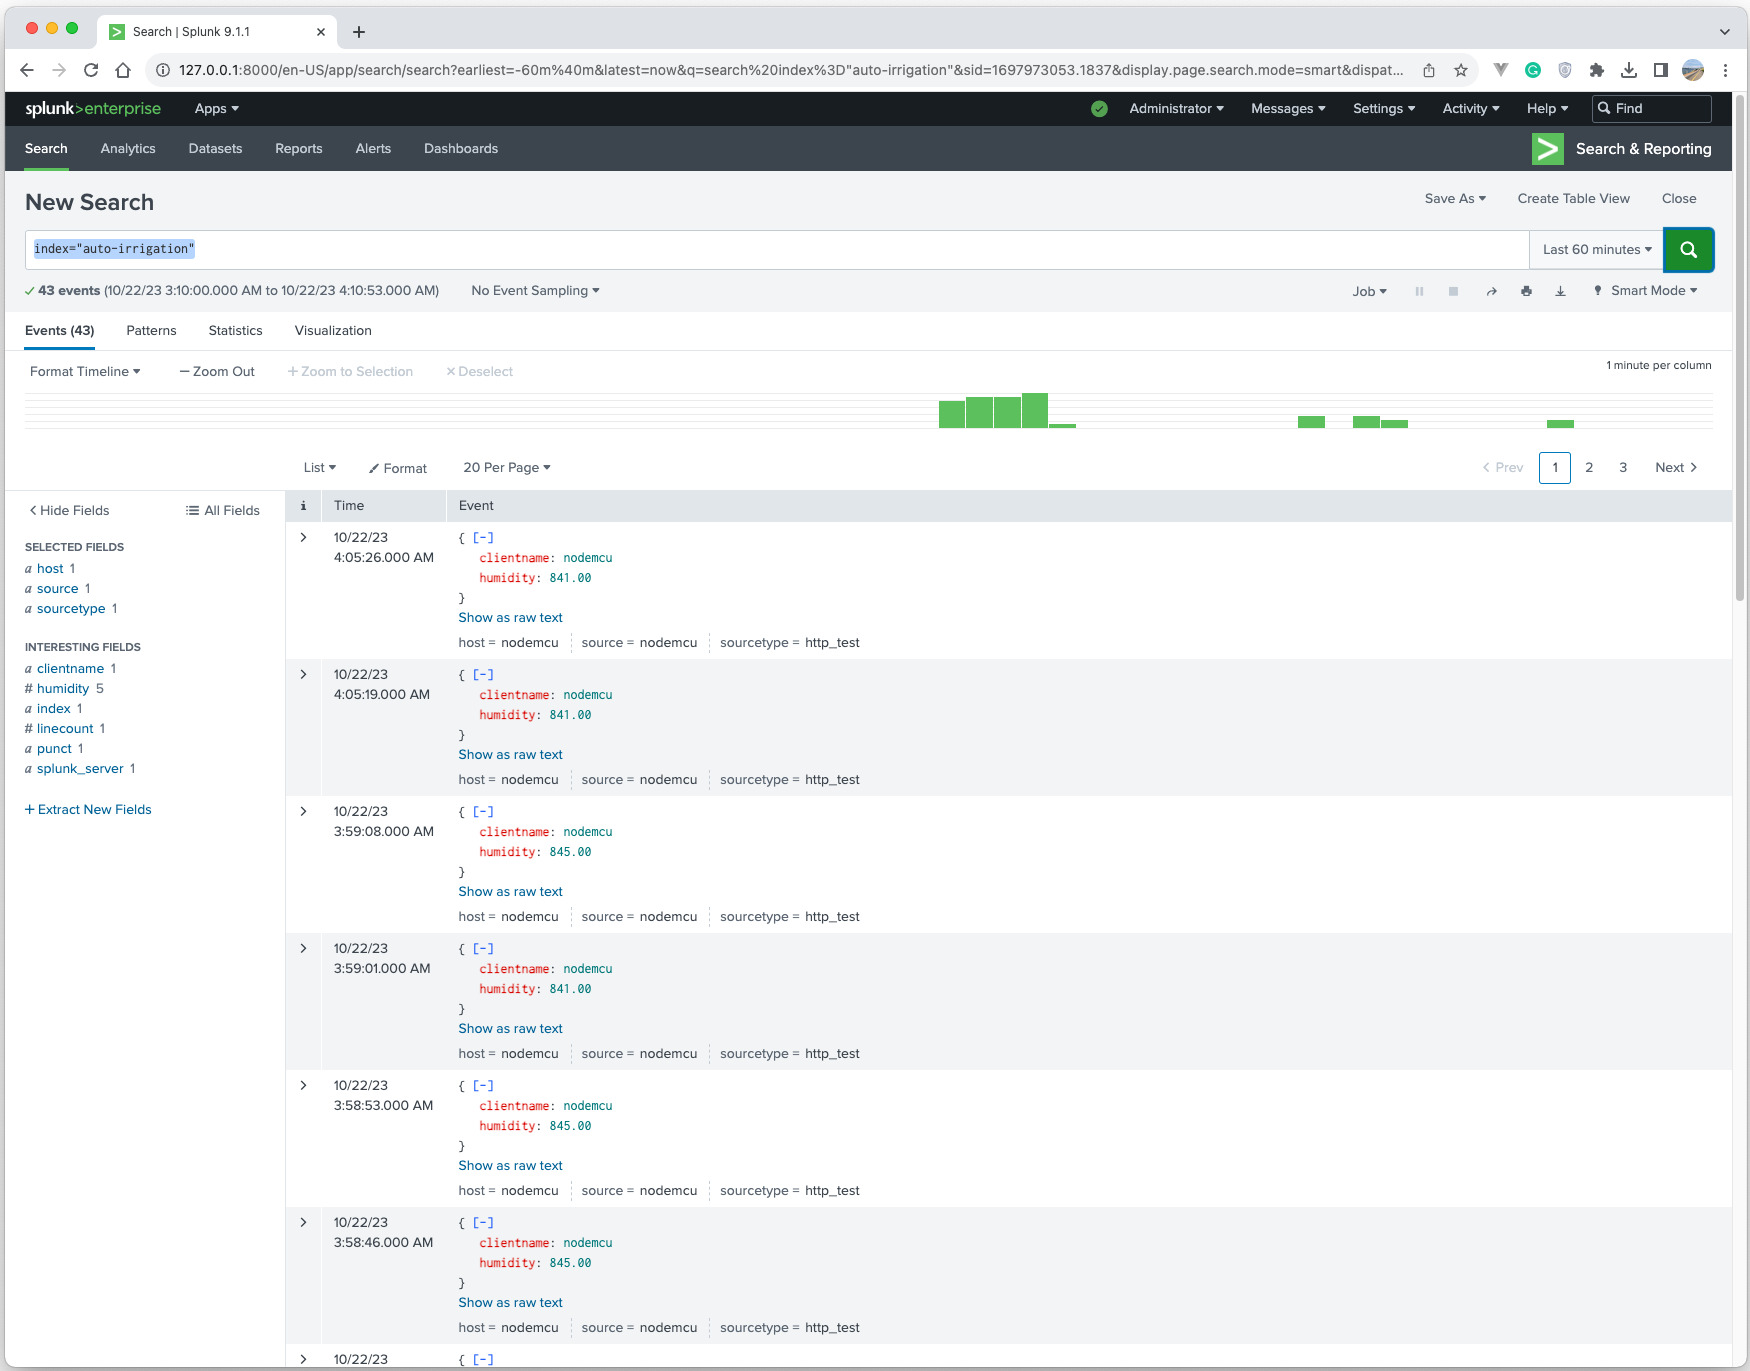 Search | Splunk 9.1.1
127.0.0.1:8000/en-US/app/search/search?earliest=-60m%40m&latest=now&q=search%20index%3D"auto-irrigation"&sid=1697973053.1837&display.page.search.mode=smart&dispat...
splunk>enterprise Apps Administrator Messages Settings Activity Help Find
Search Analytics Datasets Reports Alerts Dashboards Search & Reporting
New Search Save As Create Table View Close
index="auto-irrigation" Last 60 minutes
43 events (10/22/23 3:10:00.000 AM to 10/22/23 4:10:53.000 AM) No Event Sampling Job Smart Mode
Events (43) Patterns Statistics Visualization
Format Timeline — Zoom Out + Zoom to Selection × Deselect 1 minute per column
List Format 20 Per Page < Prev 1 2 3 Next >
< Hide Fields All Fields
SELECTED FIELDS
a host 1
a source 1
a sourcetype 1
INTERESTING FIELDS
a clientname 1
# humidity 5
a index 1
# linecount 1
a punct 1
a splunk_server 1
+ Extract New Fields
i Time Event
> 10/22/23 { [-]
4:05:26.000 AM clientname: nodemcu
humidity: 841.00
}
Show as raw text
host = nodemcu source = nodemcu sourcetype = http_test
> 10/22/23 { [-]
4:05:19.000 AM clientname: nodemcu
humidity: 841.00
}
Show as raw text
host = nodemcu source = nodemcu sourcetype = http_test
> 10/22/23 { [-]
3:59:08.000 AM clientname: nodemcu
humidity: 845.00
}
Show as raw text
host = nodemcu source = nodemcu sourcetype = http_test
> 10/22/23 { [-]
3:59:01.000 AM clientname: nodemcu
humidity: 841.00
}
Show as raw text
host = nodemcu source = nodemcu sourcetype = http_test
> 10/22/23 { [-]
3:58:53.000 AM clientname: nodemcu
humidity: 845.00
}
Show as raw text
host = nodemcu source = nodemcu sourcetype = http_test
> 10/22/23 { [-]
3:58:46.000 AM clientname: nodemcu
humidity: 845.00
}
Show as raw text
host = nodemcu source = nodemcu sourcetype = http_test
> 10/22/23 { [-]